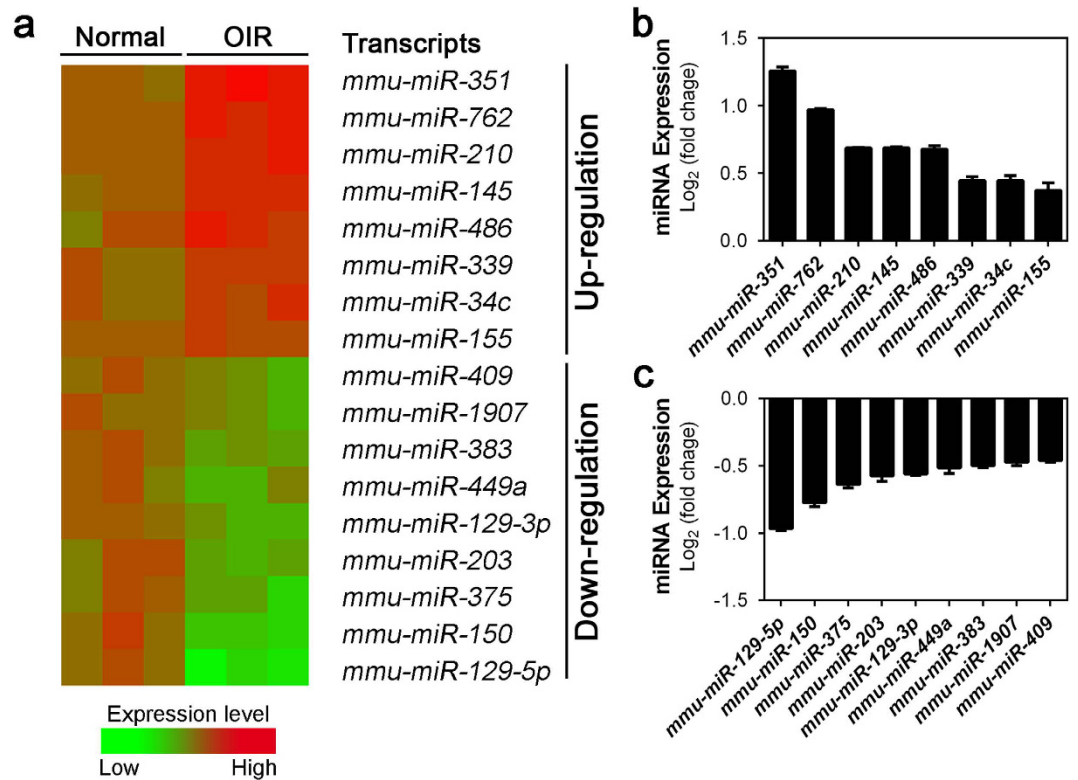 a
Normal OIR Transcripts
mmu-miR-351
mmu-miR-762
mmu-miR-210
mmu-miR-145
mmu-miR-486
mmu-miR-339
mmu-miR-34c
mmu-miR-155
mmu-miR-409
mmu-miR-1907
mmu-miR-383
mmu-miR-449a
mmu-miR-129-3p
mmu-miR-203
mmu-miR-375
mmu-miR-150
mmu-miR-129-5p
Up-regulation
Down-regulation
Expression level
Low High
b
miRNA Expression
Log₂ (fold chage)
1.5
1.0
0.5
0.0
mmu-miR-351
mmu-miR-762
mmu-miR-210
mmu-miR-145
mmu-miR-486
mmu-miR-339
mmu-miR-34c
mmu-miR-155
c
miRNA Expression
Log₂ (fold chage)
0.0
-0.5
-1.0
-1.5
mmu-miR-129-5p
mmu-miR-150
mmu-miR-375
mmu-miR-203
mmu-miR-129-3p
mmu-miR-449a
mmu-miR-383
mmu-miR-1907
mmu-miR-409